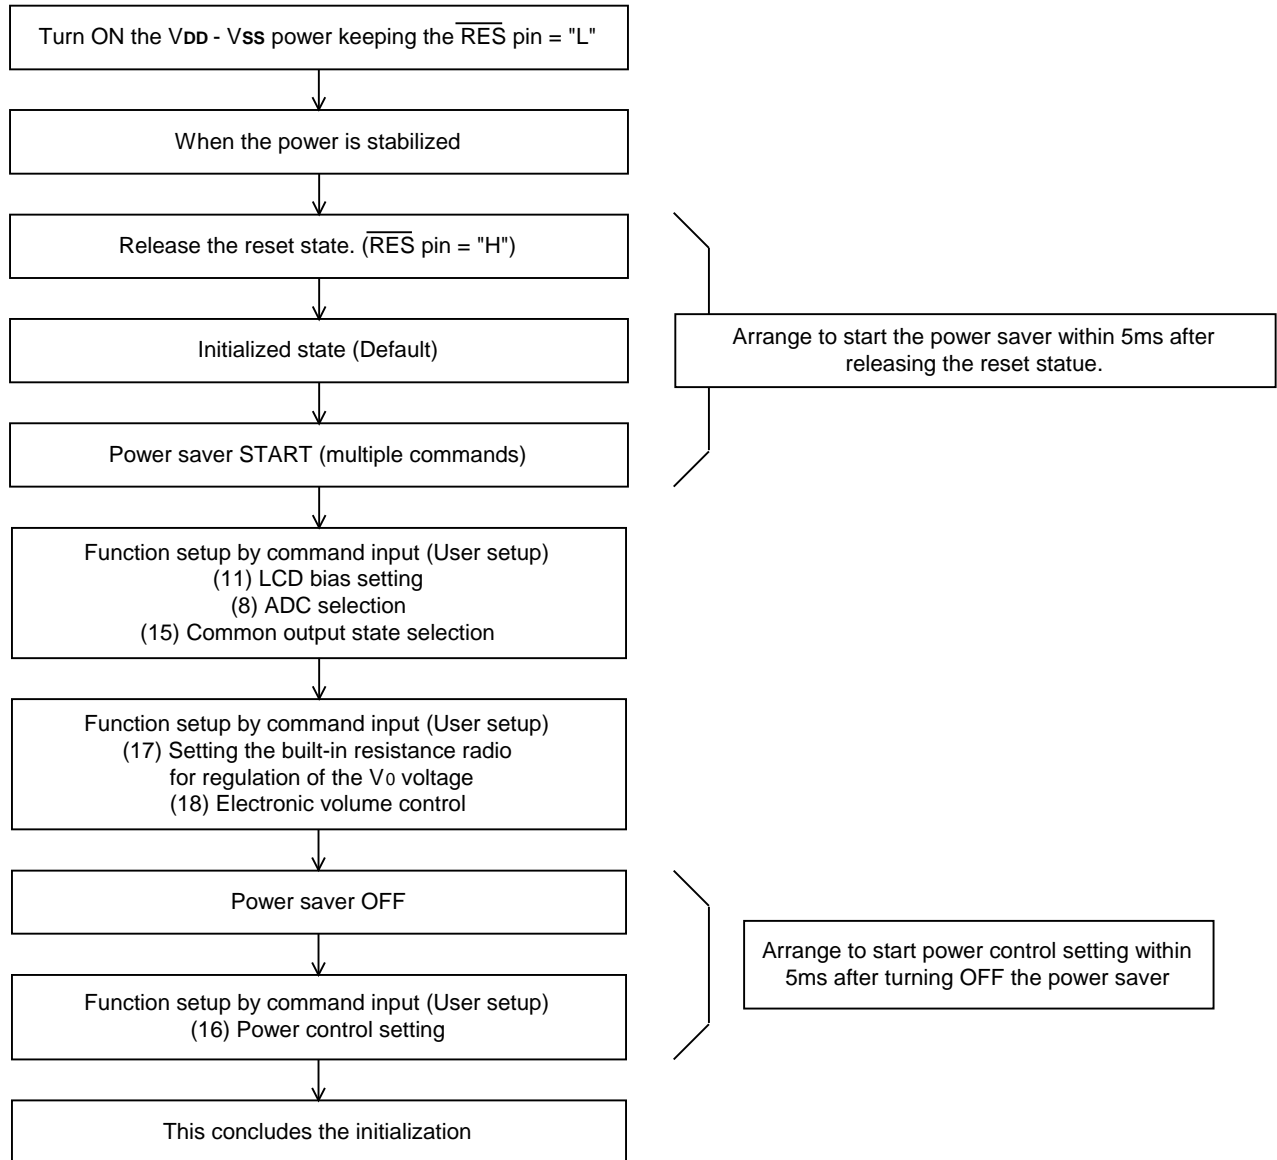 Turn ON the VDD - VSS power keeping the RES pin = "L"
When the power is stabilized
Release the reset state. (RES pin = "H")
Initialized state (Default)
Arrange to start the power saver within 5ms after
releasing the reset statue.
Power saver START (multiple commands)
Function setup by command input (User setup)
(11) LCD bias setting
(8) ADC selection
(15) Common output state selection
Function setup by command input (User setup)
(17) Setting the built-in resistance radio
for regulation of the V0 voltage
(18) Electronic volume control
Power saver OFF
Arrange to start power control setting within
5ms after turning OFF the power saver
Function setup by command input (User setup)
(16) Power control setting
This concludes the initialization